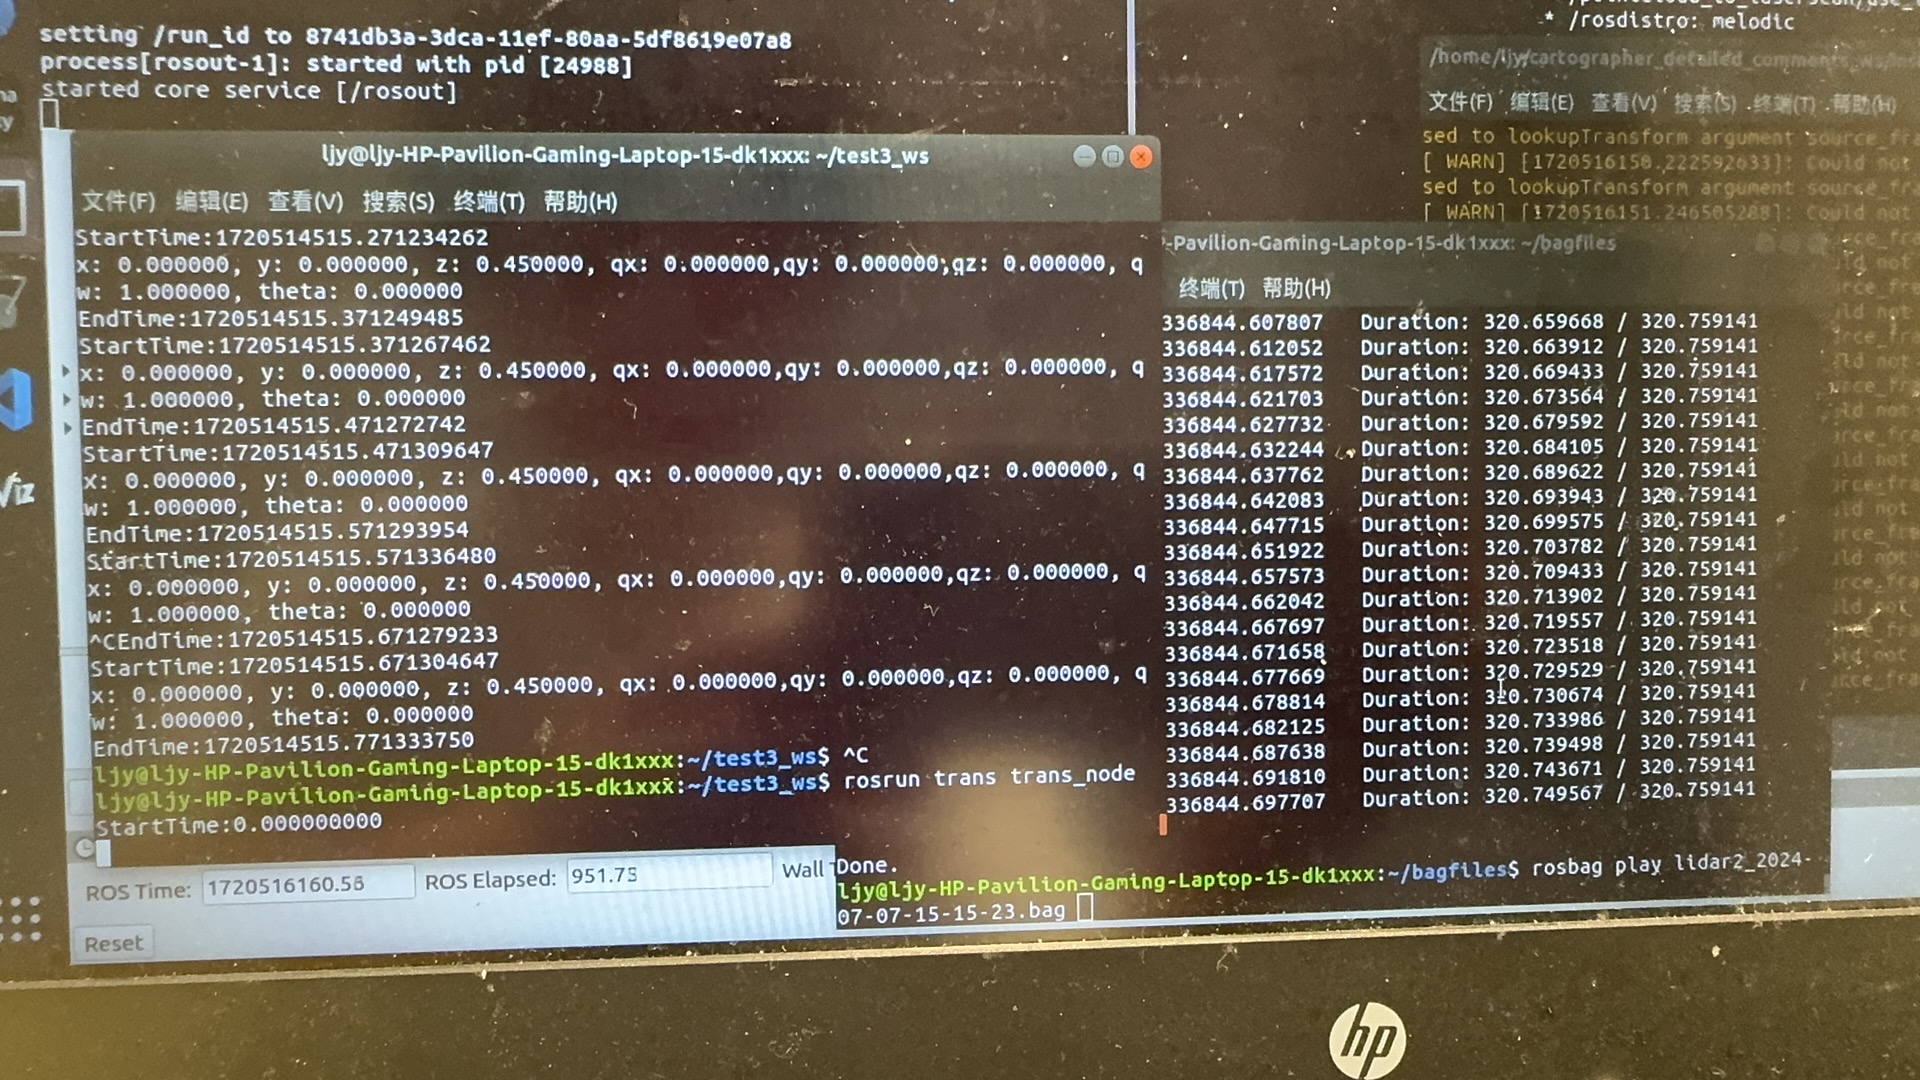 setting /run_id to 8741db3a-3dca-11ef-80aa-5df8619e07a8
process[rosout-1]: started with pid [24988]
started core service [/rosout]
* /rosdistro: melodic
/home/ljy/cartographer_detailed_comments_ws/
文件(F) 编辑(E) 查看(V) 搜索(S) 终端(T) 帮助(H)
sed to lookupTransform argument source_fra
[ WARN] [1720516150.222592633]: Could not
sed to lookupTransform argument source_fra
[ WARN] [1720516151.246505288]: Could not
ljy@ljy-HP-Pavilion-Gaming-Laptop-15-dk1xxx: ~/test3_ws
文件(F) 编辑(E) 查看(V) 搜索(S) 终端(T) 帮助(H)
StartTime:1720514515.271234262
x: 0.000000, y: 0.000000, z: 0.450000, qx: 0.000000,qy: 0.000000,qz: 0.000000, q
w: 1.000000, theta: 0.000000
EndTime:1720514515.371249485
StartTime:1720514515.371267462
x: 0.000000, y: 0.000000, z: 0.450000, qx: 0.000000,qy: 0.000000,qz: 0.000000, q
w: 1.000000, theta: 0.000000
EndTime:1720514515.471272742
StartTime:1720514515.471309647
x: 0.000000, y: 0.000000, z: 0.450000, qx: 0.000000,qy: 0.000000,qz: 0.000000, q
w: 1.000000, theta: 0.000000
EndTime:1720514515.571293954
StartTime:1720514515.571336480
x: 0.000000, y: 0.000000, z: 0.450000, qx: 0.000000,qy: 0.000000,qz: 0.000000, q
w: 1.000000, theta: 0.000000
^CEndTime:1720514515.671279233
StartTime:1720514515.671304647
x: 0.000000, y: 0.000000, z: 0.450000, qx: 0.000000,qy: 0.000000,qz: 0.000000, q
w: 1.000000, theta: 0.000000
EndTime:1720514515.771333750
ljy@ljy-HP-Pavilion-Gaming-Laptop-15-dk1xxx:~/test3_ws$ ^C
ljy@ljy-HP-Pavilion-Gaming-Laptop-15-dk1xxx:~/test3_ws$ rosrun trans trans_node
StartTime:0.000000000
-Pavilion-Gaming-Laptop-15-dk1xxx: ~/bagfiles
终端(T) 帮助(H)
336844.607807 Duration: 320.659668 / 320.759141
336844.612052 Duration: 320.663912 / 320.759141
336844.617572 Duration: 320.669433 / 320.759141
336844.621703 Duration: 320.673564 / 320.759141
336844.627732 Duration: 320.679592 / 320.759141
336844.632244 Duration: 320.684105 / 320.759141
336844.637762 Duration: 320.689622 / 320.759141
336844.642083 Duration: 320.693943 / 320.759141
336844.647715 Duration: 320.699575 / 320.759141
336844.651922 Duration: 320.703782 / 320.759141
336844.657573 Duration: 320.709433 / 320.759141
336844.662042 Duration: 320.713902 / 320.759141
336844.667697 Duration: 320.719557 / 320.759141
336844.671658 Duration: 320.723518 / 320.759141
336844.677669 Duration: 320.729529 / 320.759141
336844.678814 Duration: 320.730674 / 320.759141
336844.682125 Duration: 320.733986 / 320.759141
336844.687638 Duration: 320.739498 / 320.759141
336844.691810 Duration: 320.743671 / 320.759141
336844.697707 Duration: 320.749567 / 320.759141
ROS Time: 1720516160.56 ROS Elapsed: 951.73 Wall
Reset
Done.
ljy@ljy-HP-Pavilion-Gaming-Laptop-15-dk1xxx:~/bagfiles$ rosbag play lidar2_2024-
07-07-15-15-23.bag
hp